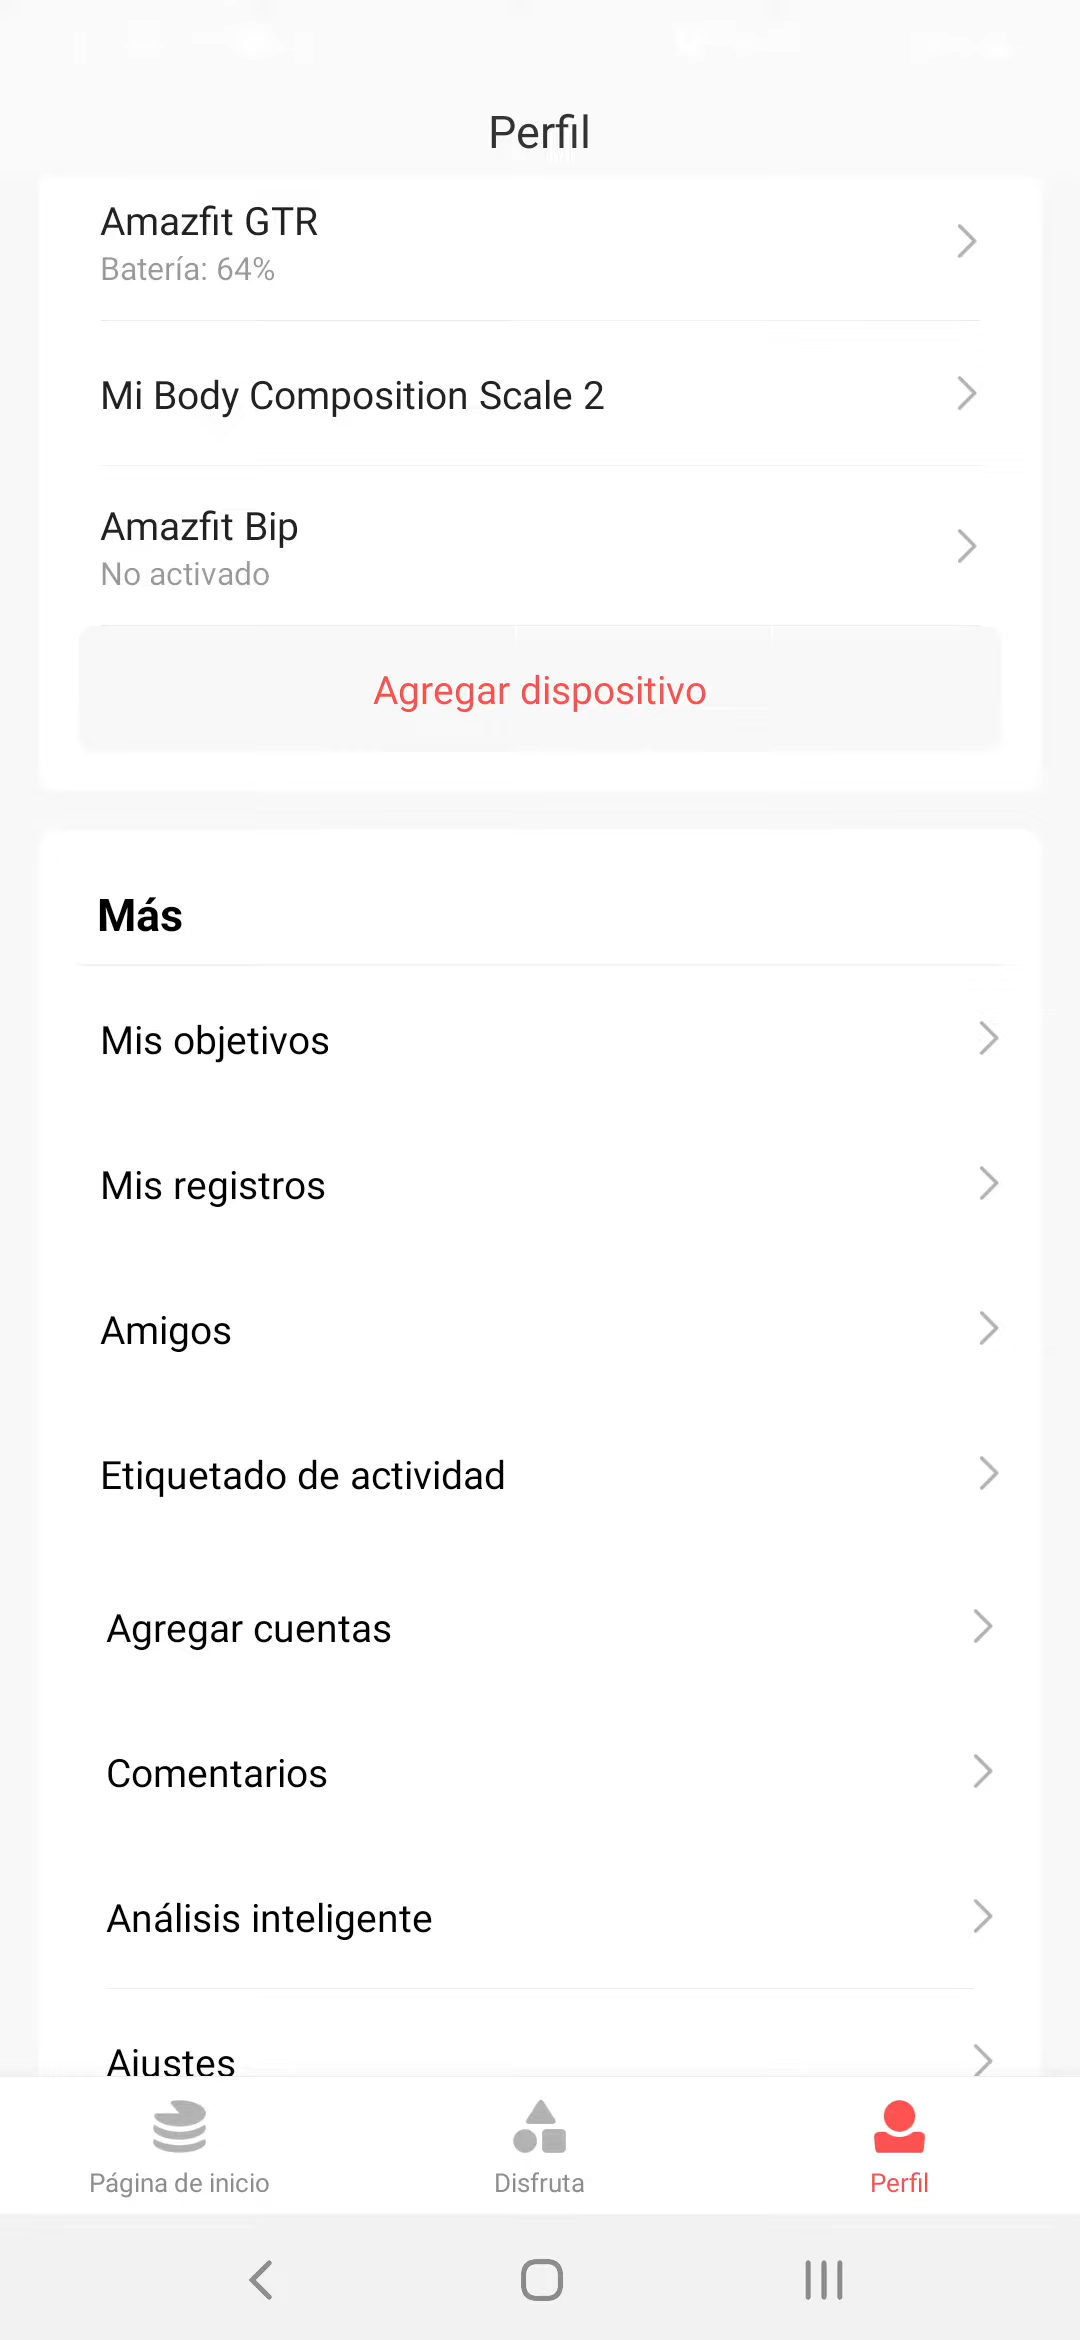 Perfil
Amazfit GTR
Batería: 64%
Mi Body Composition Scale 2
Amazfit Bip
No activado
Agregar dispositivo
Más
Mis objetivos
Mis registros
Amigos
Etiquetado de actividad
Agregar cuentas
Comentarios
Análisis inteligente
Ajustes
Página de inicio
Disfruta
Perfil